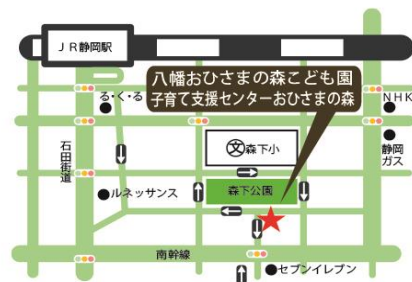 JR静岡駅
八幡おひさまの森こども園
子育て支援センターおひさまの森
る・く・る
NHK
文森下小
静岡
ガス
石田街道
ルネッサンス
森下公園
南幹線
セブンイレブン